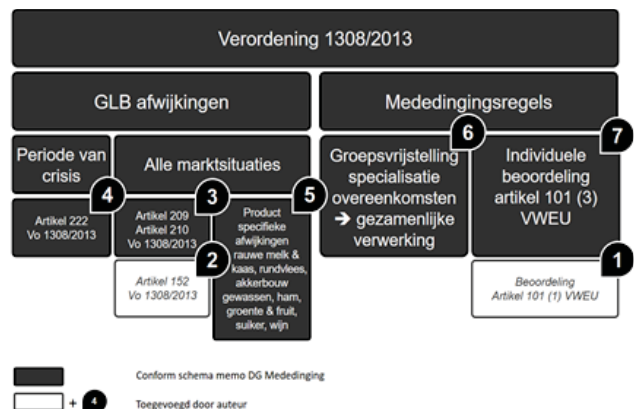 Verordening 1308/2013
GLB afwijkingen
Mededingingsregels
Periode van
crisis
4
Alle marktsituaties
Artikel 222
Vo 1308/2013
3
Artikel 209
Artikel 210
Vo 1308/2013
2
Artikel 152
Vo 1308/2013
5
Product
specifieke
afwijkingen
rauwe melk &
kaas, rundvlees,
akkerbouw
gewassen, ham,
groente & fruit,
suiker, wijn
6
Groepsvrijstelling
specialisatie
overeenkomsten
➔ gezamenlijke
verwerking
7
Individuele
beoordeling
artikel 101 (3)
VWEU
1
Beoordeling
Artikel 101 (1) VWEU
Conform schema memo DG Mededinging
+ 4 Toegevoegd door auteur